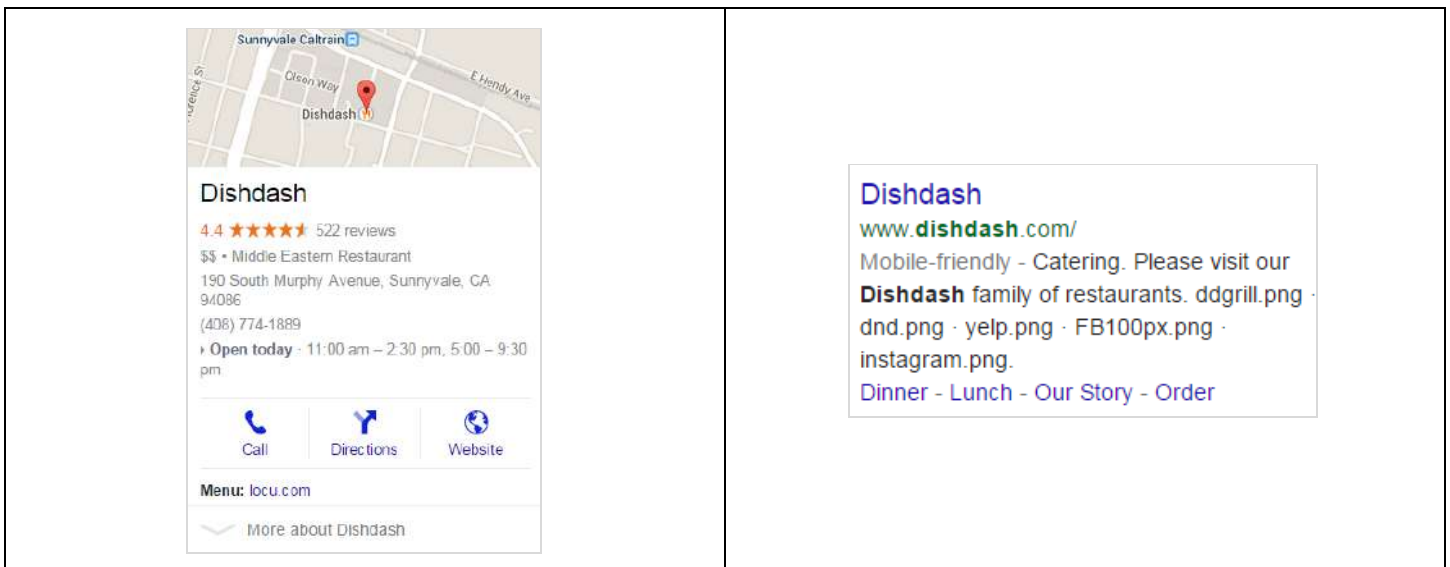 Sunnyvale Caltrain
Olson Way
E Hendy Ave
Dishdash
Dishdash
4.4 ★★★★★ 522 reviews
$$ • Middle Eastern Restaurant
190 South Murphy Avenue, Sunnyvale, CA
94086
(408) 774-1889
Open today · 11:00 am – 2:30 pm, 5:00 – 9:30
pm
Call Directions Website
Menu: locu.com
More about Dishdash
Dishdash
www.dishdash.com/
Mobile-friendly - Catering. Please visit our
Dishdash family of restaurants. ddgrill.png ·
dnd.png · yelp.png · FB100px.png ·
instagram.png.
Dinner - Lunch - Our Story - Order